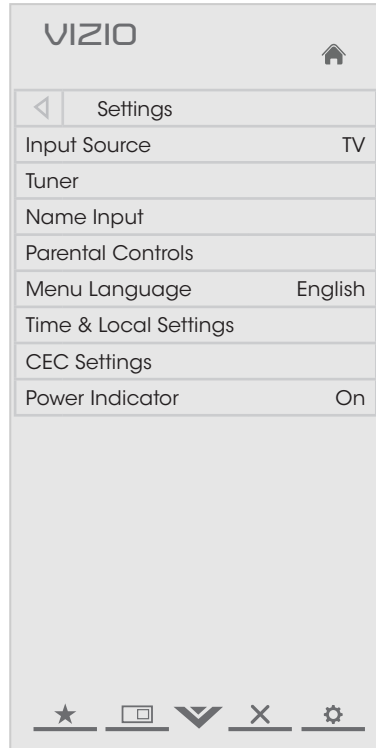 VIZIO
Settings
Input Source TV
Tuner
Name Input
Parental Controls
Menu Language English
Time & Local Settings
CEC Settings
Power Indicator On